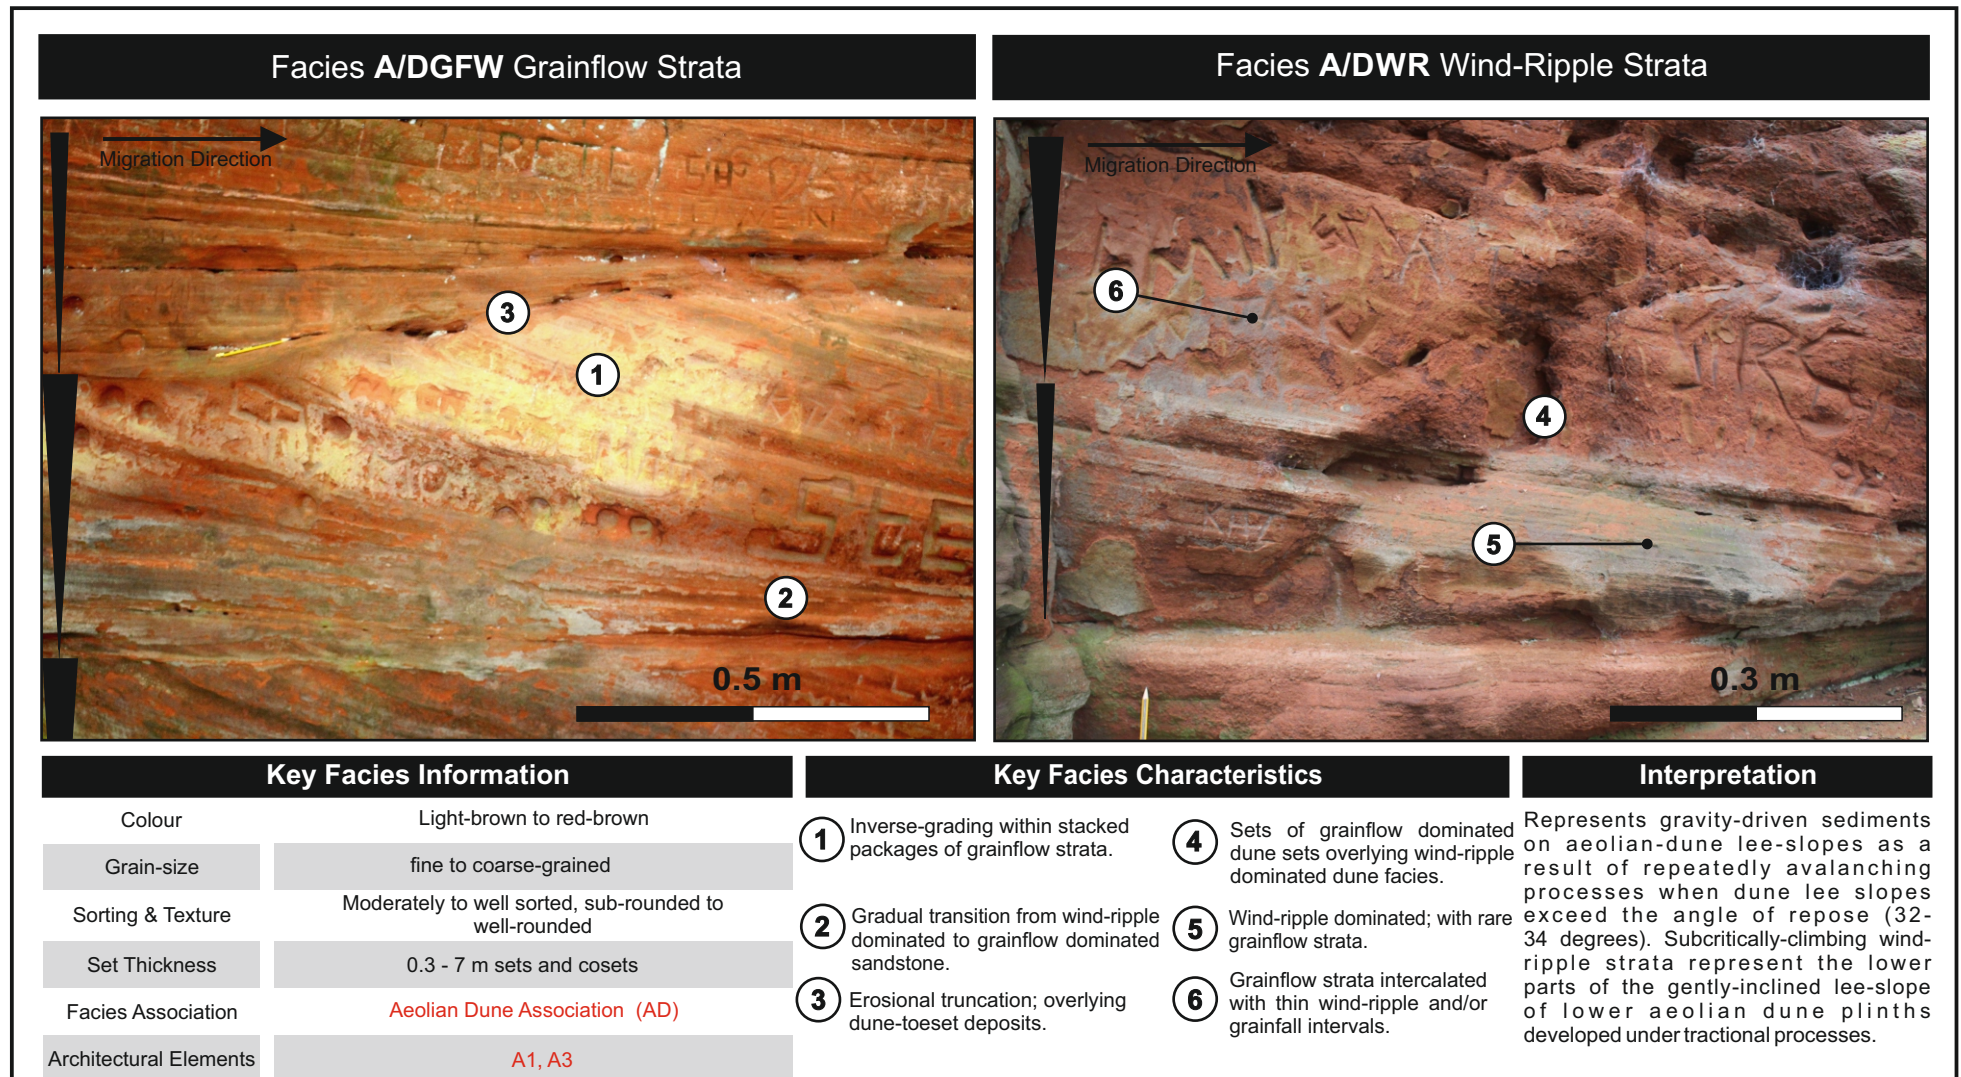 Facies A/DGFW Grainflow Strata
Facies A/DWR Wind-Ripple Strata
Migration Direction
3
1
2
0.5 m
Migration Direction
6
4
5
0.3 m
Key Facies Information
Colour
Light-brown to red-brown
Grain-size
fine to coarse-grained
Sorting & Texture
Moderately to well sorted, sub-rounded to
well-rounded
Set Thickness
0.3 - 7 m sets and cosets
Facies Association
Aeolian Dune Association (AD)
Architectural Elements
A1, A3
Key Facies Characteristics
1
Inverse-grading within stacked
packages of grainflow strata.
2
Gradual transition from wind-ripple
dominated to grainflow dominated
sandstone.
3
Erosional truncation; overlying
dune-toeset deposits.
4
Sets of grainflow dominated
dune sets overlying wind-ripple
dominated dune facies.
5
Wind-ripple dominated; with rare
grainflow strata.
6
Grainflow strata intercalated
with thin wind-ripple and/or
grainfall intervals.
Interpretation
Represents gravity-driven sediments
on aeolian-dune lee-slopes as a
result of repeatedly avalanching
processes when dune lee slopes
exceed the angle of repose (32-
34 degrees). Subcritically-climbing wind-
ripple strata represent the lower
parts of the gently-inclined lee-slope
of lower aeolian dune plinths
developed under tractional processes.